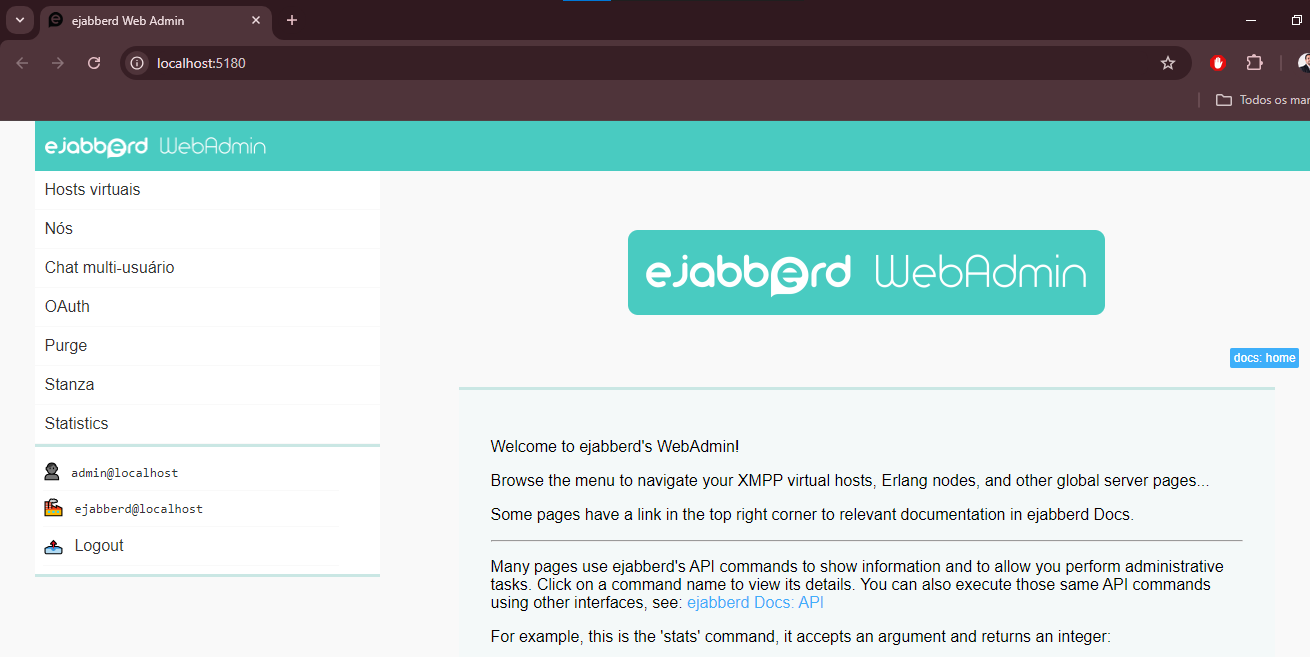 ejabberd Web Admin
localhost:5180
Todos os mar
ejabberd WebAdmin
Hosts virtuais
Nós
Chat multi-usuário
OAuth
Purge
Stanza
Statistics
admin@localhost
ejabberd@localhost
Logout
ejabberd WebAdmin
docs: home
Welcome to ejabberd's WebAdmin!
Browse the menu to navigate your XMPP virtual hosts, Erlang nodes, and other global server pages...
Some pages have a link in the top right corner to relevant documentation in ejabberd Docs.
Many pages use ejabberd's API commands to show information and to allow you perform administrative
tasks. Click on a command name to view its details. You can also execute those same API commands
using other interfaces, see: ejabberd Docs: API
For example, this is the 'stats' command, it accepts an argument and returns an integer: